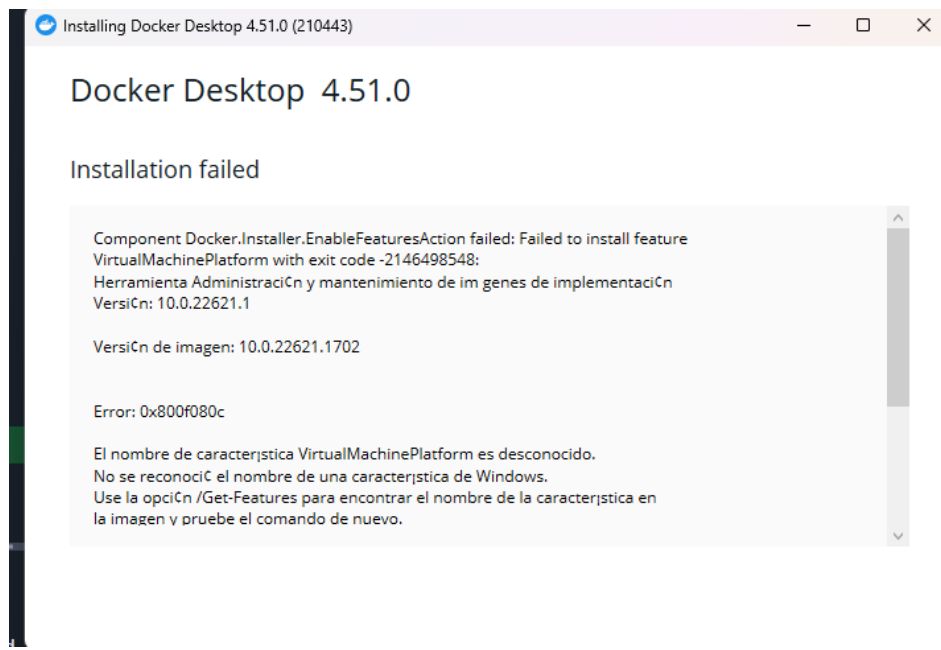 Installing Docker Desktop 4.51.0 (210443)
Docker Desktop 4.51.0
Installation failed
Component Docker.Installer.EnableFeaturesAction failed: Failed to install feature
VirtualMachinePlatform with exit code -2146498548:
Herramienta Administraci¢n y mantenimiento de im genes de implementaci¢n
Versi¢n: 10.0.22621.1
Versi¢n de imagen: 10.0.22621.1702
Error: 0x800f080c
El nombre de caracter¡stica VirtualMachinePlatform es desconocido.
No se reconoci¢ el nombre de una caracter¡stica de Windows.
Use la opci¢n /Get-Features para encontrar el nombre de la caracter¡stica en
la imagen y pruebe el comando de nuevo.